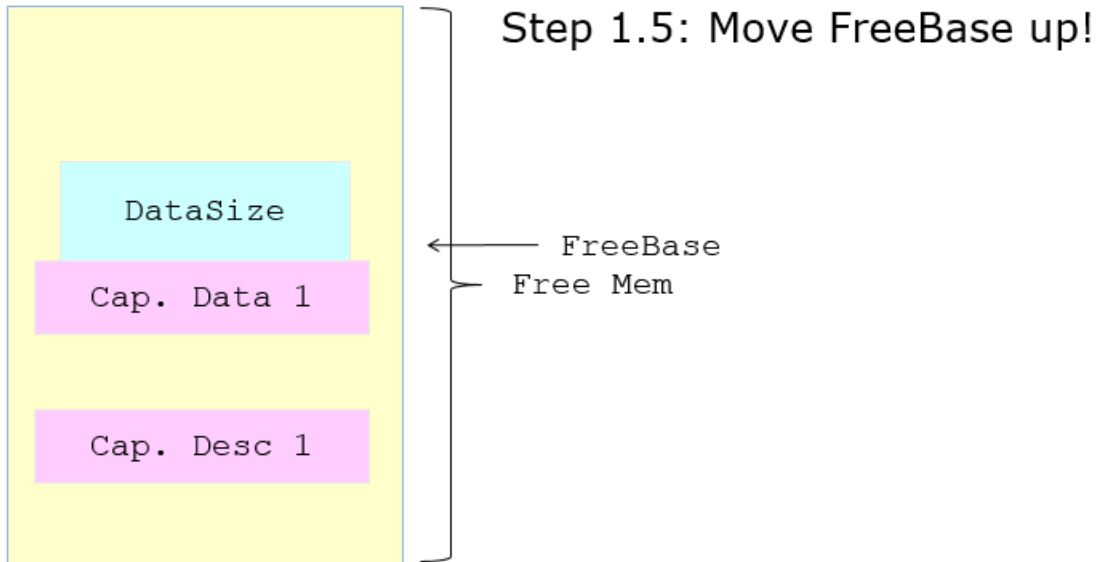 Step 1.5: Move FreeBase up!
DataSize
FreeBase
Free Mem
Cap. Data 1
Cap. Desc 1